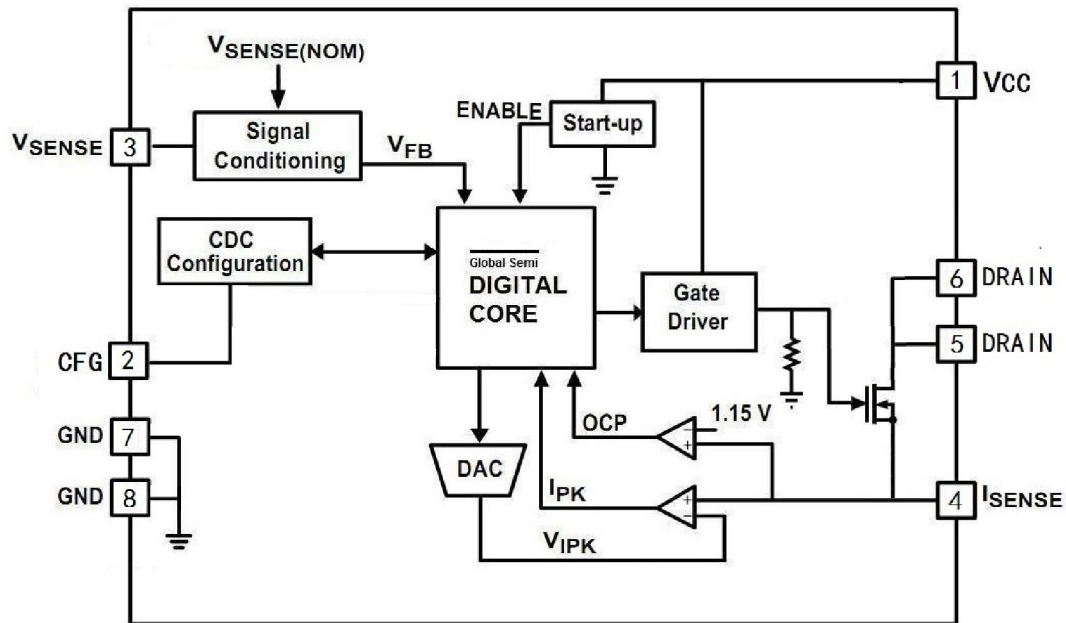 VSENSE(NOM)
1
VCC
ENABLE
Start-up
VSENSE
3
Signal
Conditioning
VFB
CDC
Configuration
Global Semi
DIGITAL
CORE
Gate
Driver
6
DRAIN
5
DRAIN
CFG
2
1.15 V
OCP
-
+
GND
7
DAC
GND
8
IPK
+
-
4
ISENSE
VIPK